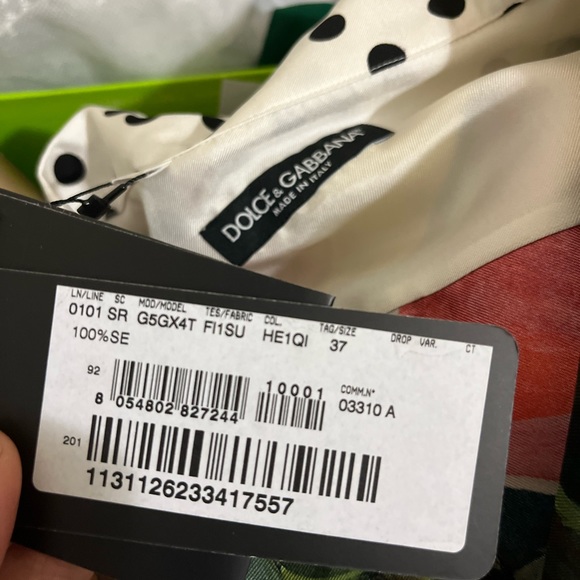 DOLCE & GABBANA
MADE IN ITALY
LN/LINE SC MOD/MODEL TES/FABRIC COL. TAG/SIZE DROP VAR. CT
0101 SR G5GX4T FI1SU HE1QI 37
100%SE
92 10001 COMM.N°
8 054802 827244 03310 A
201
1131126233417557